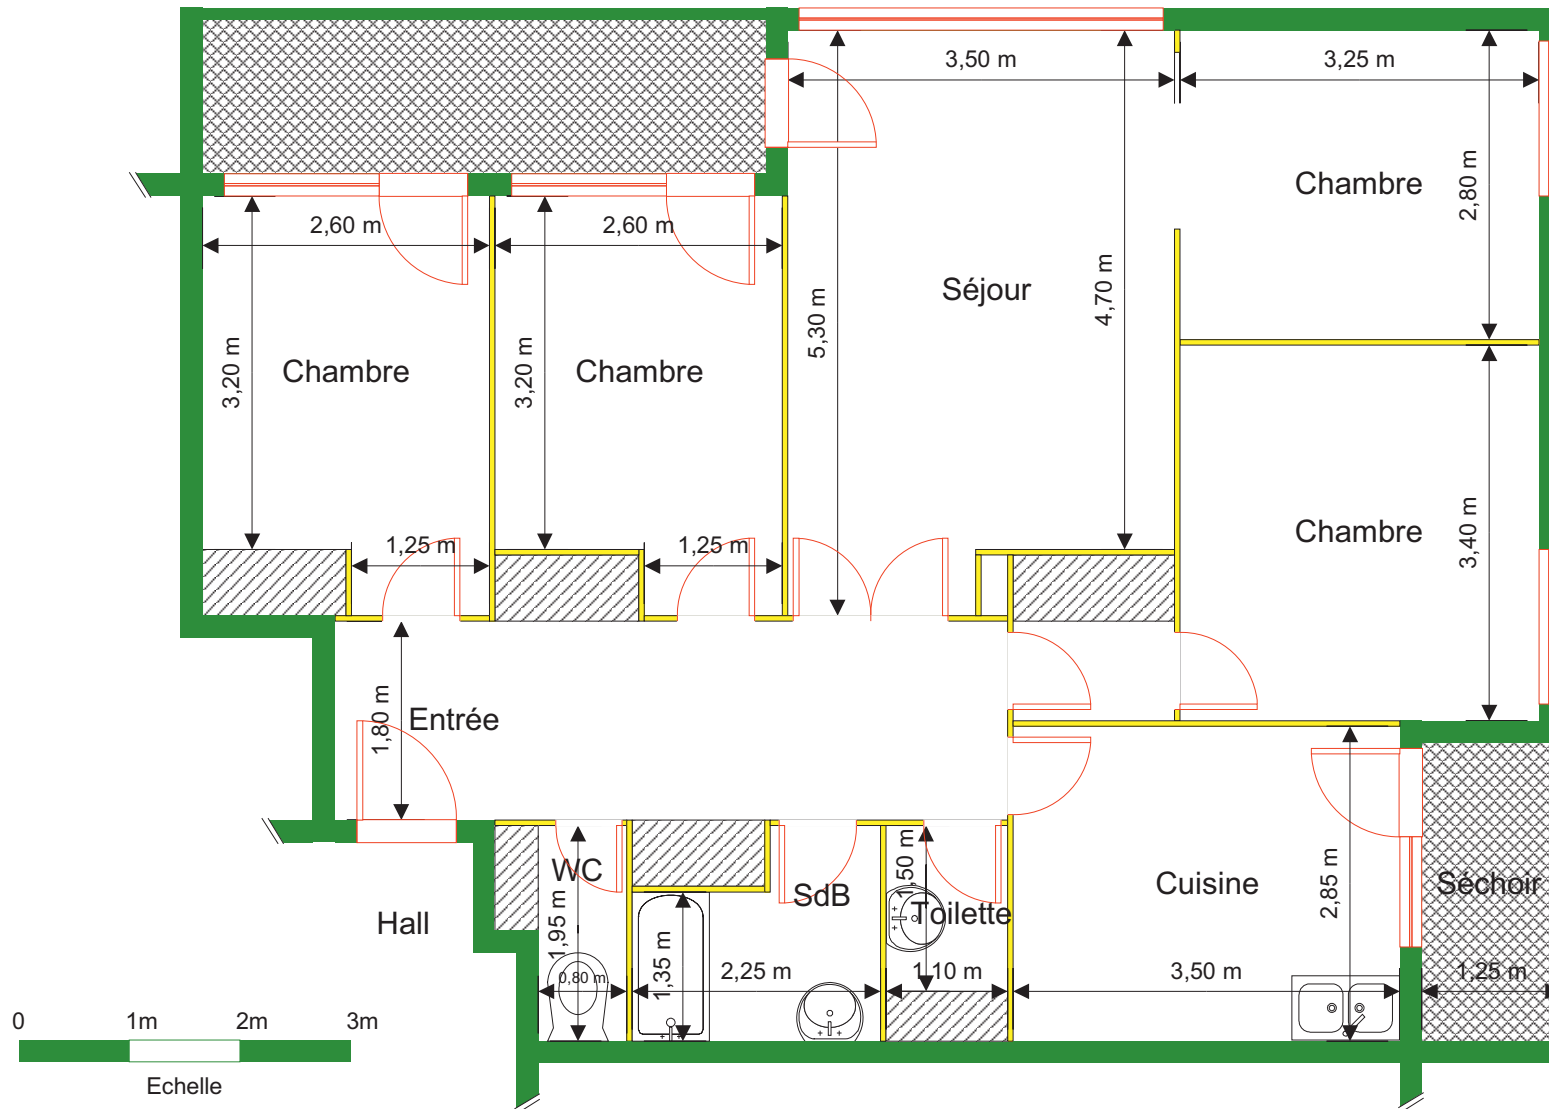 3,50 m
3,25 m
Chambre
2,80 m
2,60 m
2,60 m
Séjour
4,70 m
5,30 m
3,20 m
Chambre
3,20 m
Chambre
Chambre
3,40 m
1,25 m
1,25 m
1,80 m
Entrée
WC
1,95 m
0,80 m
SdB
1,35 m
2,25 m
1,50 m
Toilette
1,10 m
Cuisine
2,85 m
3,50 m
Séchoir
1,25 m
Hall
0 1m 2m 3m
Echelle